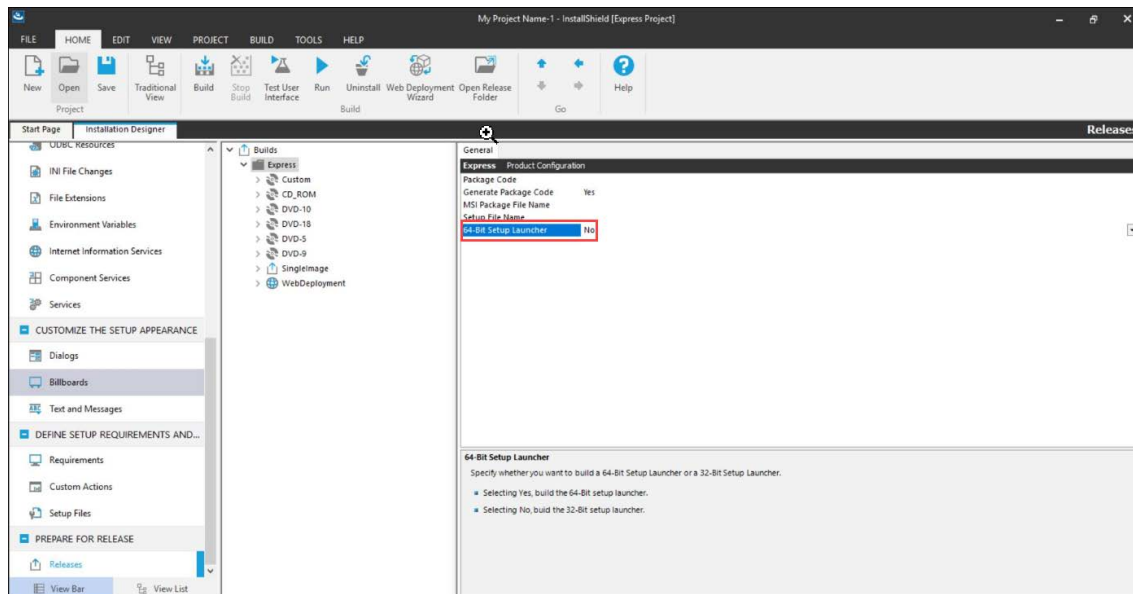 My Project Name-1 - InstallShield [Express Project]
FILE HOME EDIT VIEW PROJECT BUILD TOOLS HELP
New Open Save Traditional View Build Stop Build Test User Interface Run Uninstall Web Deployment Wizard Open Release Folder Help
Project Build Go
Start Page Installation Designer Releases
ODBC Resources
INI File Changes
File Extensions
Environment Variables
Internet Information Services
Component Services
Services
CUSTOMIZE THE SETUP APPEARANCE
Dialogs
Billboards
Text and Messages
DEFINE SETUP REQUIREMENTS AND...
Requirements
Custom Actions
Setup Files
PREPARE FOR RELEASE
Releases
View Bar View List
Builds
Express
Custom
CD_ROM
DVD-10
DVD-18
DVD-5
DVD-9
SingleImage
WebDeployment
General
Express Product Configuration
Package Code
Generate Package Code Yes
MSI Package File Name
Setup File Name
64-Bit Setup Launcher No
64-Bit Setup Launcher
Specify whether you want to build a 64-Bit Setup Launcher or a 32-Bit Setup Launcher.
Selecting Yes, build the 64-Bit setup launcher.
Selecting No, buid the 32-Bit setup launcher.